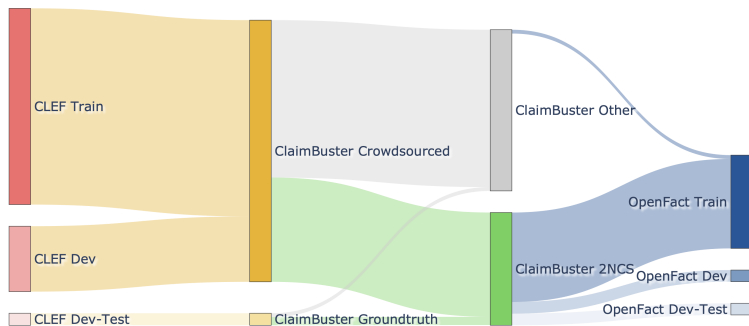 CLEF Train
ClaimBuster Other
ClaimBuster Crowdsourced
OpenFact Train
CLEF Dev
ClaimBuster 2NCS
OpenFact Dev
OpenFact Dev-Test
CLEF Dev-Test
ClaimBuster Groundtruth